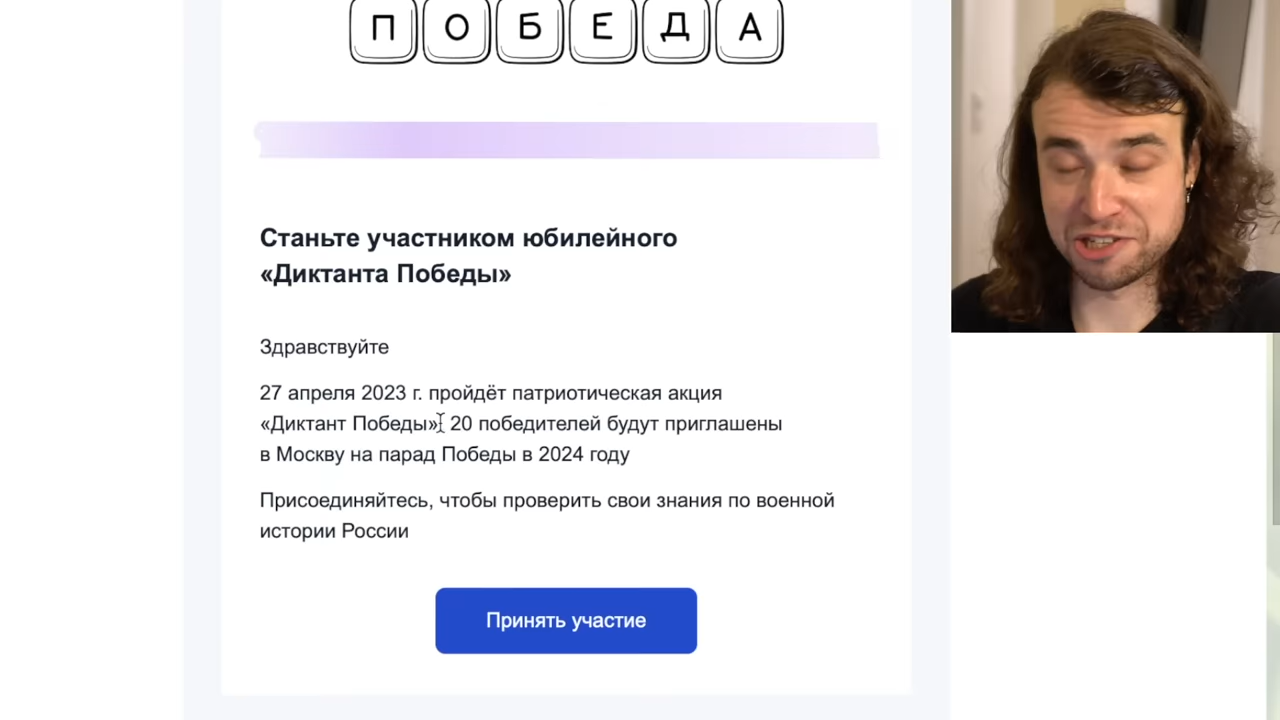 ПОБЕДА
Станьте участником юбилейного
«Диктанта Победы»
Здравствуйте
27 апреля 2023 г. пройдёт патриотическая акция
«Диктант Победы». 20 победителей будут приглашены
в Москву на парад Победы в 2024 году
Присоединяйтесь, чтобы проверить свои знания по военной
истории России
Принять участие